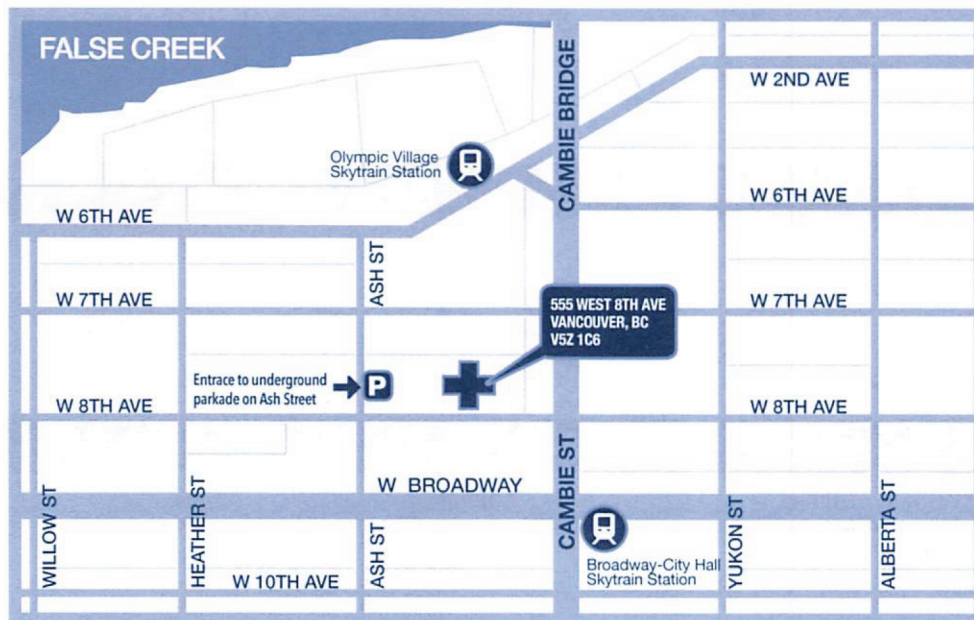 FALSE CREEK
CAMBIE BRIDGE
W 2ND AVE
Olympic Village
Skytrain Station
W 6TH AVE
W 6TH AVE
ASH ST
W 7TH AVE
555 WEST 8TH AVE
VANCOUVER, BC
V5Z 1C6
W 7TH AVE
Entrace to underground
parkade on Ash Street
P
W 8TH AVE
W 8TH AVE
CAMBIE ST
W BROADWAY
WILLOW ST
HEATHER ST
ASH ST
YUKON ST
ALBERTA ST
Broadway-City Hall
Skytrain Station
W 10TH AVE